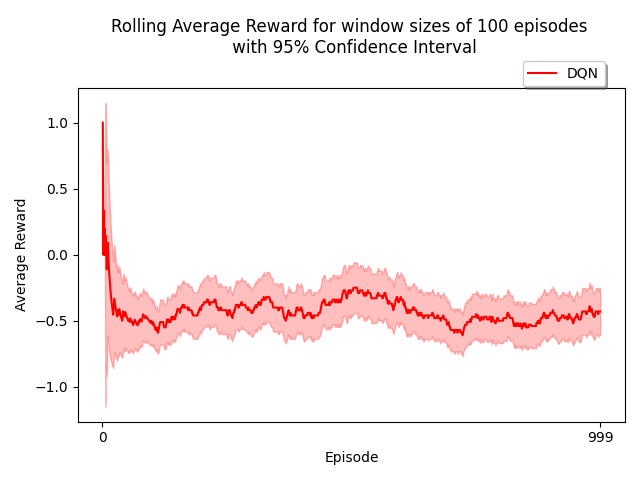 Rolling Average Reward for window sizes of 100 episodes
with 95% Confidence Interval
DQN
1.0
0.5
0.0
−0.5
−1.0
Average Reward
0
999
Episode